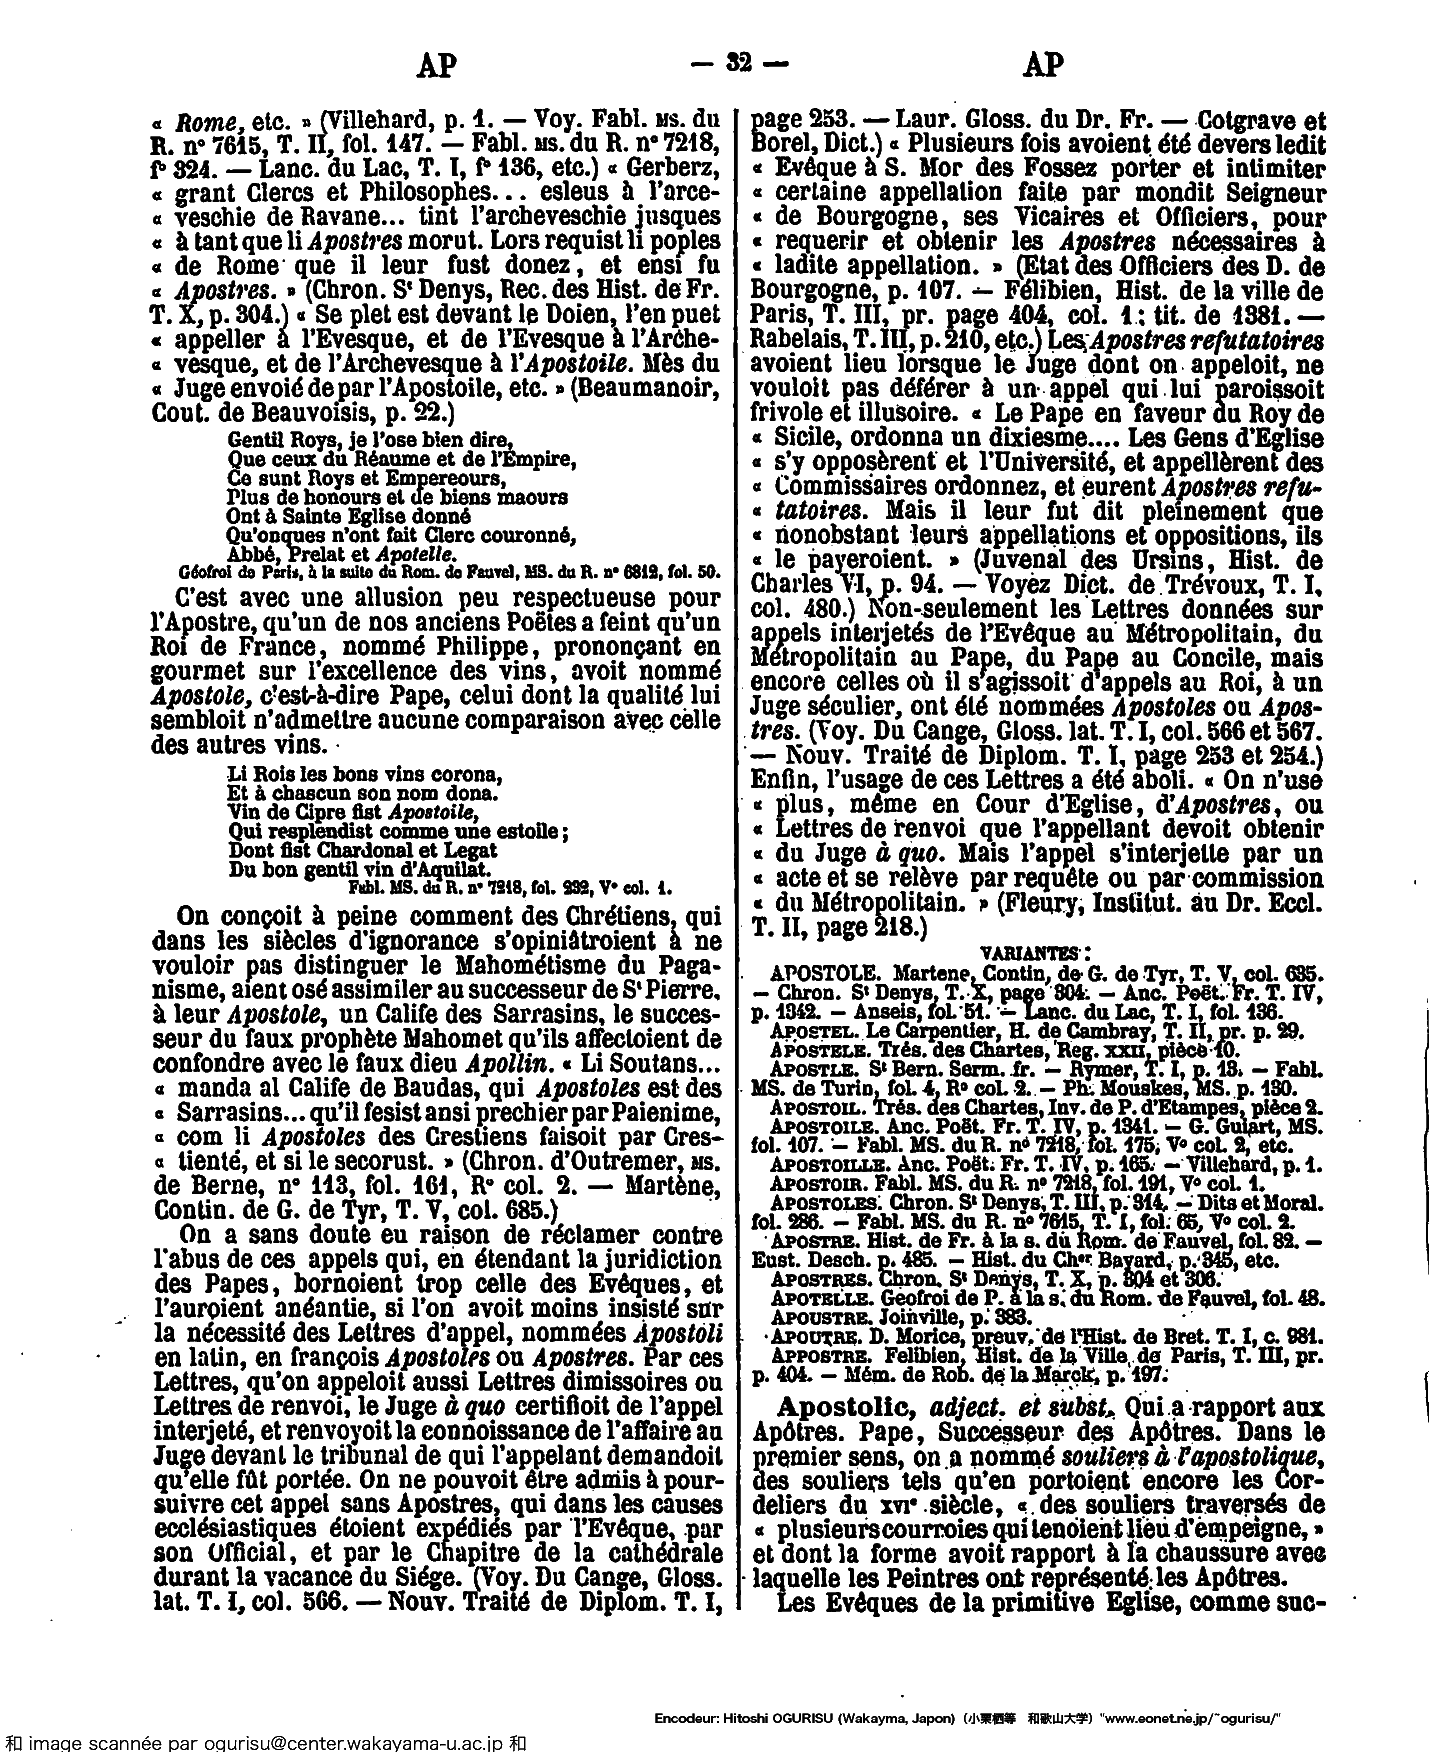 AP — 32 — AP
« Rome, etc. » (Villehard, p. 1. — Voy. Fabl. MS. du
R. n° 7615, T. II, fol. 147. — Fabl. MS. du R. n° 7218,
f° 324. — Lanc. du Lac, T. I, f° 136, etc.) « Gerberz,
« grant Clercs et Philosophes... esleus à l'arce-
« veschie de Ravane... tint l'archeveschie jusques
« à tant que li Apostres morut. Lors requist li poples
« de Rome que il leur fust donez, et ensi fu
« Apostres. » (Chron. St Denys, Rec. des Hist. de Fr.
T. X, p. 304.) « Se plet est devant le Doien, l'en puet
« appeller à l'Evesque, et de l'Evesque à l'Arche-
« vesque, et de l'Archevesque à l'Apostoile. Mès du
« Juge envoié de par l'Apostoile, etc. » (Beaumanoir,
Cout. de Beauvoisis, p. 22.)
Gentil Roys, je l'ose bien dire,
Que ceux du Réaume et de l'Empire,
Ce sunt Roys et Empereours,
Plus de honours et de biens maours
Ont à Sainte Eglise donné
Qu'onques n'ont fait Clerc couronné,
Abbé, Prelat et Apotelle.
Géofroi de Paris, à la suite du Rom. de Fauvel, MS. du R. n° 6812, fol. 50.
C'est avec une allusion peu respectueuse pour
l'Apostre, qu'un de nos anciens Poëtes a feint qu'un
Roi de France, nommé Philippe, prononçant en
gourmet sur l'excellence des vins, avoit nommé
Apostole, c'est-à-dire Pape, celui dont la qualité lui
sembloit n'admettre aucune comparaison avec celle
des autres vins.
Li Rois les bons vins corona,
Et à chascun son nom dona.
Vin de Cipre fist Apostoile,
Qui resplendist comme une estoile ;
Dont fist Chardonal et Legat
Du bon gentil vin d'Aquilat.
Fabl. MS. du R. n° 7218, fol. 232, V° col. 1.
On conçoit à peine comment des Chrétiens, qui
dans les siècles d'ignorance s'opiniâtroient à ne
vouloir pas distinguer le Mahométisme du Paga-
nisme, aient osé assimiler au successeur de St Pierre,
à leur Apostole, un Calife des Sarrasins, le succes-
seur du faux prophète Mahomet qu'ils affectoient de
confondre avec le faux dieu Apollin. « Li Soutans...
« manda al Calife de Baudas, qui Apostoles est des
« Sarrasins... qu'il fesist ansi prechier par Paienime,
« com li Apostoles des Crestiens faisoit par Cres-
« tienté, et si le secorust. » (Chron. d'Outremer, MS.
de Berne, n° 113, fol. 161, R° col. 2. — Martène,
Contin. de G. de Tyr, T. V, col. 685.)
On a sans doute eu raison de réclamer contre
l'abus de ces appels qui, en étendant la juridiction
des Papes, bornoient trop celle des Evêques, et
l'auroient anéantie, si l'on avoit moins insisté sur
la nécessité des Lettres d'appel, nommées Apostoli
en latin, en françois Apostoles ou Apostres. Par ces
Lettres, qu'on appeloit aussi Lettres dimissoires ou
Lettres de renvoi, le Juge à quo certifioit de l'appel
interjeté, et renvoyoit la connoissance de l'affaire au
Juge devant le tribunal de qui l'appelant demandoit
qu'elle fût portée. On ne pouvoit être admis à pour-
suivre cet appel sans Apostres, qui dans les causes
ecclésiastiques étoient expédiés par l'Evêque, par
son Official, et par le Chapitre de la cathédrale
durant la vacance du Siége. (Voy. Du Cange, Gloss.
lat. T. I, col. 566. — Nouv. Traité de Diplom. T. I,
page 253. — Laur. Gloss. du Dr. Fr. — Cotgrave et
Borel, Dict.) « Plusieurs fois avoient été devers ledit
« Evêque à S. Mor des Fossez porter et intimiter
« certaine appellation faite par mondit Seigneur
« de Bourgogne, ses Vicaires et Officiers, pour
« requerir et obtenir les Apostres nécessaires à
« ladite appellation. » (Etat des Officiers des D. de
Bourgogne, p. 107. — Félibien, Hist. de la ville de
Paris, T. III, pr. page 404, col. 1 : tit. de 1381. —
Rabelais, T. III, p. 210, etc.) Les Apostres refutatoires
avoient lieu lorsque le Juge dont on appeloit, ne
vouloit pas déférer à un appel qui lui paroissoit
frivole et illusoire. « Le Pape en faveur du Roy de
« Sicile, ordonna un dixiesme.... Les Gens d'Eglise
« s'y opposèrent et l'Université, et appellèrent des
« Commissaires ordonnez, et eurent Apostres refu-
« tatoires. Mais il leur fut dit pleinement que
« nonobstant leurs appellations et oppositions, ils
« le payeroient. » (Juvenal des Ursins, Hist. de
Charles VI, p. 94. — Voyez Dict. de Trévoux, T. I,
col. 480.) Non-seulement les Lettres données sur
appels interjetés de l'Evêque au Métropolitain, du
Métropolitain au Pape, du Pape au Concile, mais
encore celles où il s'agissoit d'appels au Roi, à un
Juge séculier, ont été nommées Apostoles ou Apos-
tres. (Voy. Du Cange, Gloss. lat. T. I, col. 566 et 567.
— Nouv. Traité de Diplom. T. I, page 253 et 254.)
Enfin, l'usage de ces Lettres a été aboli. « On n'use
« plus, même en Cour d'Eglise, d'Apostres, ou
« Lettres de renvoi que l'appellant devoit obtenir
« du Juge à quo. Mais l'appel s'interjette par un
« acte et se relève par requête ou par commission
« du Métropolitain. » (Fleury, Institut. au Dr. Eccl.
T. II, page 218.)
VARIANTES :
APOSTOLE. Martene, Contin, de G. de Tyr, T. V, col. 635.
— Chron. St Denys, T. X, page 304. — Anc. Poët. Fr. T. IV,
p. 1342. — Anseis, fol. 51. — Lanc. du Lac, T. I, fol. 136.
APOSTEL. Le Carpentier, H. de Cambray, T. II, pr. p. 29.
APOSTELE. Trés. des Chartes, Reg. XXII, pièce 10.
APOSTLE. St Bern. Serm. fr. — Rymer, T. I, p. 13. — Fabl.
MS. de Turin, fol. 4, R° col. 2. — Ph. Mouskes, MS. p. 130.
APOSTOIL. Trés. des Chartes, Inv. de P. d'Etampes, pièce 2.
APOSTOILE. Anc. Poët. Fr. T. IV, p. 1341. — G. Guiart, MS.
fol. 107. — Fabl. MS. du R. n° 7218, fol. 175, V° col. 2, etc.
APOSTOILLE. Anc. Poët. Fr. T. IV, p. 165. — Villehard, p. 1.
APOSTOIR. Fabl. MS. du R. n° 7218, fol. 191, V° col. 1.
APOSTOLES. Chron. St Denys, T. III, p. 314. — Dits et Moral.
fol. 286. — Fabl. MS. du R. n° 7615, T. I, fol. 65, V° col. 2.
APOSTRE. Hist. de Fr. à la s. du Rom. de Fauvel, fol. 82. —
Eust. Desch. p. 485. — Hist. du Cher Bayard, p. 345, etc.
APOSTRES. Chron. St Denys, T. X, p. 304 et 306.
APOTELLE. Geofroi de P. à la s. du Rom. de Fauvel, fol. 48.
APOUSTRE. Joinville, p. 383.
APOUTRE. D. Morice, preuv. de l'Hist. de Bret. T. I, c. 981.
APPOSTRE. Felibien, Hist. de la Ville de Paris, T. III, pr.
p. 404. — Mém. de Rob. de la Marck, p. 197.
Apostolic, adject. et subst. Qui a rapport aux
Apôtres. Pape, Successeur des Apôtres. Dans le
premier sens, on a nommé souliers à l'apostolique,
des souliers tels qu'en portoient encore les Cor-
deliers du XVIe siècle, « des souliers traversés de
« plusieurs courroies qui tenoient lieu d'empeigne, »
et dont la forme avoit rapport à la chaussure avec
laquelle les Peintres ont représenté les Apôtres.
Les Evêques de la primitive Eglise, comme suc-
Encodeur: Hitoshi OGURISU (Wakayma, Japon) (小栗栖等 和歌山大学) "www.eonet.ne.jp/~ogurisu/"
和 image scannée par ogurisu@center.wakayama-u.ac.jp 和